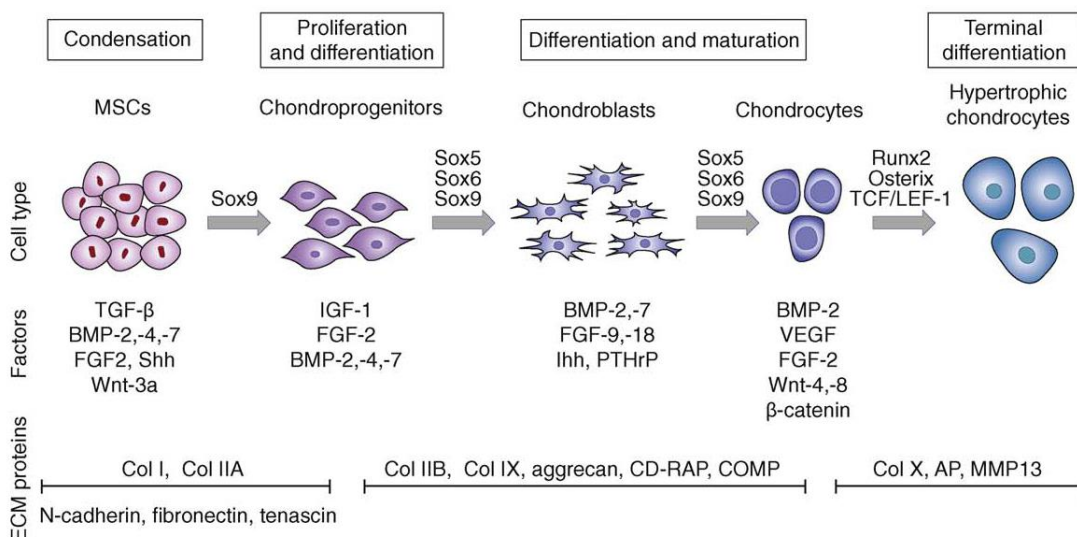 Condensation
Proliferation
and differentiation
Differentiation and maturation
Terminal
differentiation
MSCs
Chondroprogenitors
Chondroblasts
Chondrocytes
Hypertrophic
chondrocytes
Cell type
Sox9
Sox5
Sox6
Sox9
Sox5
Sox6
Sox9
Runx2
Osterix
TCF/LEF-1
Factors
TGF-β
BMP-2,-4,-7
FGF2, Shh
Wnt-3a
IGF-1
FGF-2
BMP-2,-4,-7
BMP-2,-7
FGF-9,-18
Ihh, PTHrP
BMP-2
VEGF
FGF-2
Wnt-4,-8
β-catenin
ECM proteins
Col I, Col IIA
N-cadherin, fibronectin, tenascin
Col IIB, Col IX, aggrecan, CD-RAP, COMP
Col X, AP, MMP13